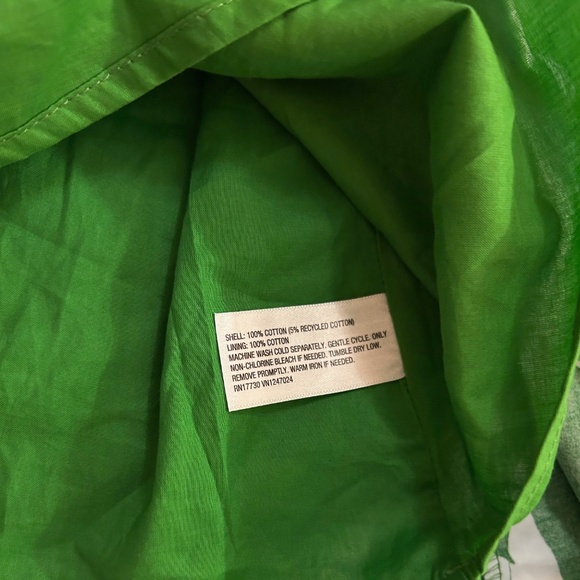 SHELL: 100% COTTON (5% RECYCLED COTTON)
LINING: 100% COTTON
MACHINE WASH COLD SEPARATELY. GENTLE CYCLE. ONLY
NON-CHLORINE BLEACH IF NEEDED. TUMBLE DRY LOW.
REMOVE PROMPTLY. WARM IRON IF NEEDED.
RN17730 VN1247024